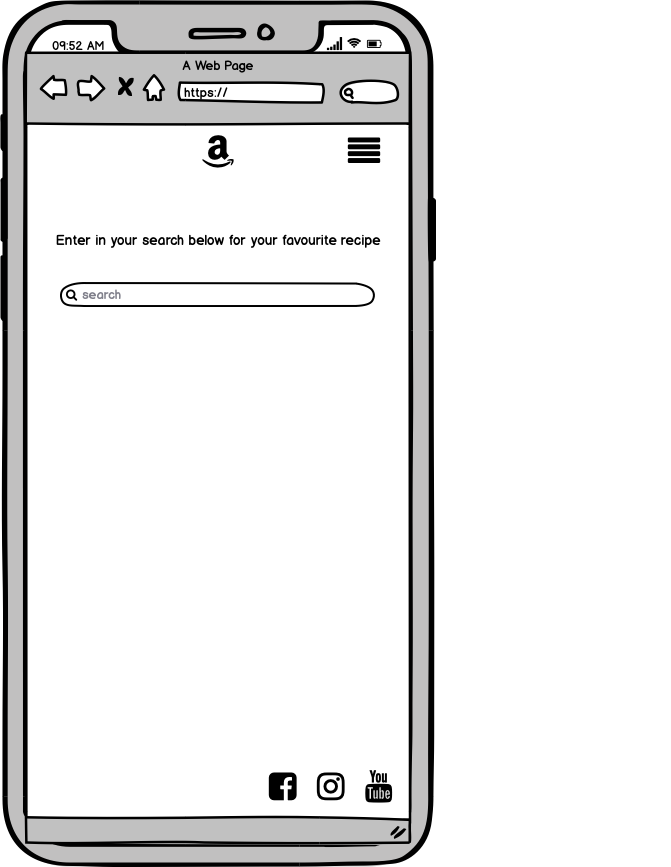 09:52 AM
A Web Page
https://
a
Enter in your search below for your favourite recipe
search
You
Tube